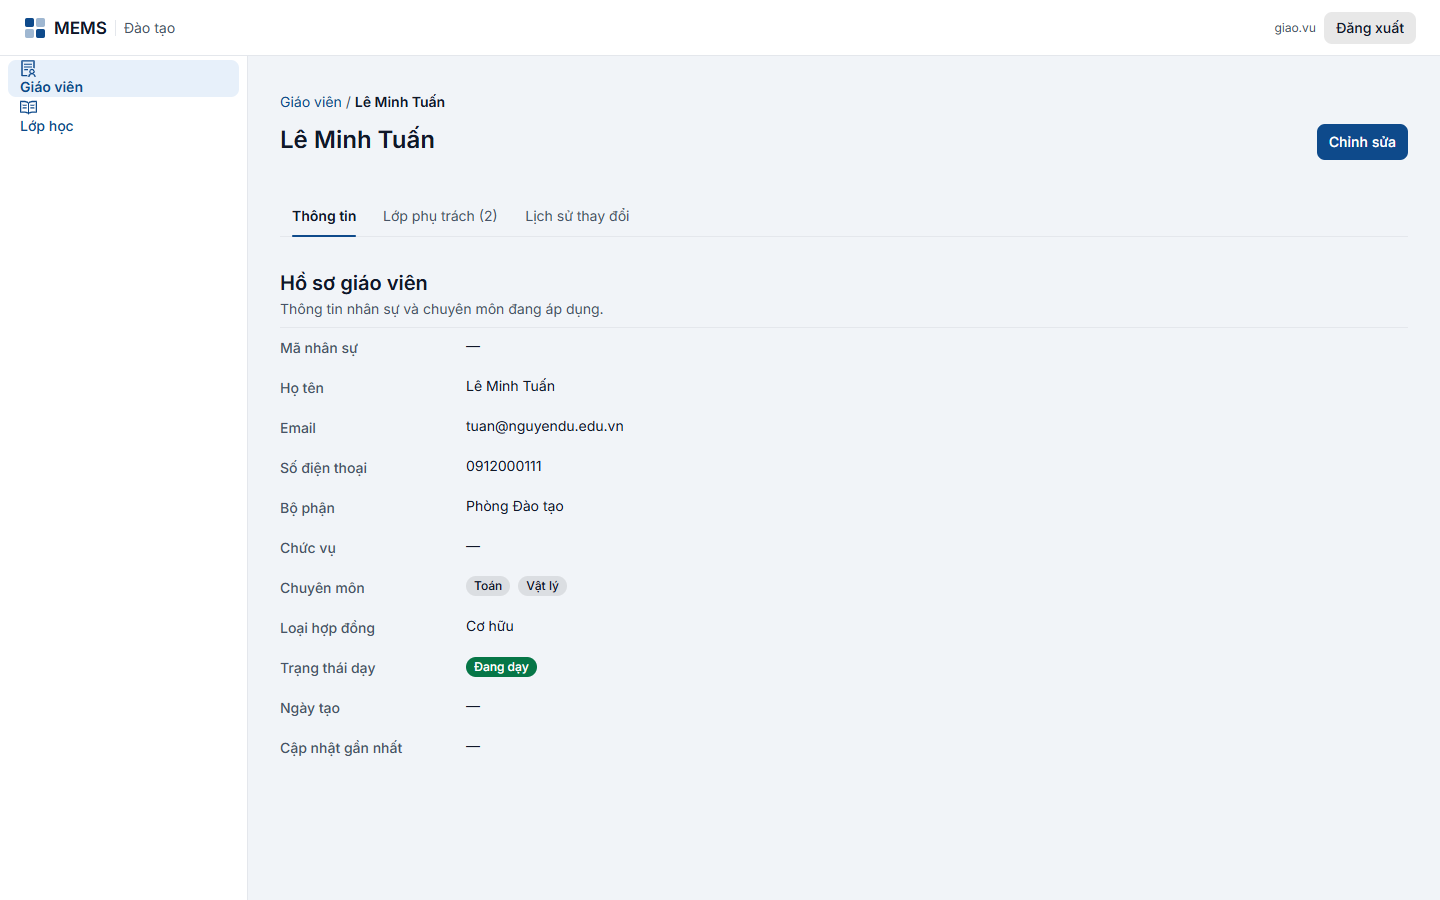 MEMS Đào tạo
giao.vu Đăng xuất
Giáo viên
Lớp học
Giáo viên / Lê Minh Tuấn
Lê Minh Tuấn
Chỉnh sửa
Thông tin Lớp phụ trách (2) Lịch sử thay đổi
Hồ sơ giáo viên
Thông tin nhân sự và chuyên môn đang áp dụng.
Mã nhân sự —
Họ tên Lê Minh Tuấn
Email tuan@nguyendu.edu.vn
Số điện thoại 0912000111
Bộ phận Phòng Đào tạo
Chức vụ —
Chuyên môn Toán Vật lý
Loại hợp đồng Cơ hữu
Trạng thái dạy Đang dạy
Ngày tạo —
Cập nhật gần nhất —